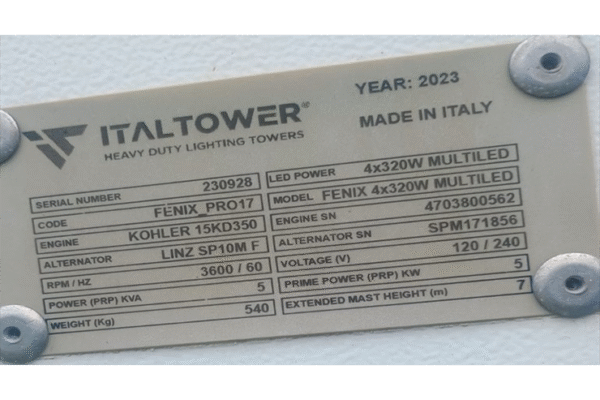 ITALTOWER®
HEAVY DUTY LIGHTING TOWERS
YEAR: 2023
MADE IN ITALY
SERIAL NUMBER 230928
CODE FENIX_PRO17
ENGINE KOHLER 15KD350
ALTERNATOR LINZ SP10M F
RPM / HZ 3600 / 60
POWER (PRP) KVA 5
WEIGHT (Kg) 540
LED POWER 4x320W MULTILED
MODEL FENIX 4x320W MULTILED
ENGINE SN 4703800562
ALTERNATOR SN SPM171856
VOLTAGE (V) 120 / 240
PRIME POWER (PRP) KW 5
EXTENDED MAST HEIGHT (m) 7